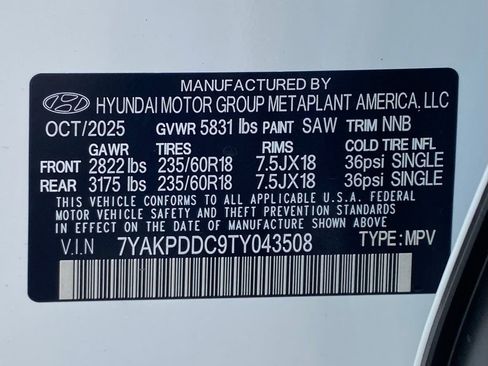 MANUFACTURED BY
HYUNDAI MOTOR GROUP METAPLANT AMERICA, LLC
OCT/2025 GVWR 5831 lbs PAINT SAW TRIM NNB
GAWR TIRES RIMS COLD TIRE INFL
FRONT 2822 lbs 235/60R18 7.5JX18 36psi SINGLE
REAR 3175 lbs 235/60R18 7.5JX18 36psi SINGLE
THIS VEHICLE CONFORMS TO ALL APPLICABLE U.S.A. FEDERAL
MOTOR VEHICLE SAFETY AND THEFT PREVENTION STANDARDS
IN EFFECT ON THE DATE OF MANUFACTURE SHOWN ABOVE
V.I.N 7YAKPDDC9TY043508 TYPE : MPV